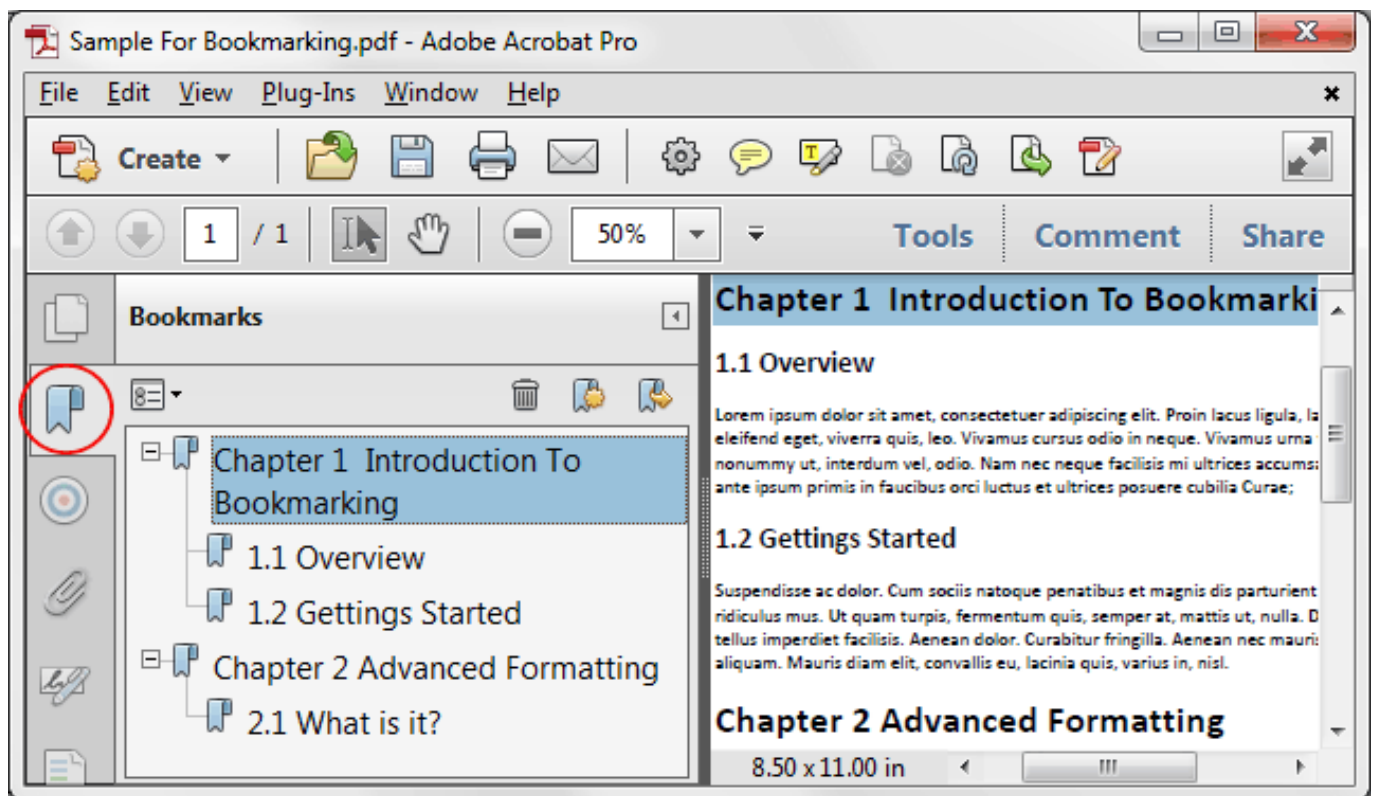 Sample For Bookmarking.pdf - Adobe Acrobat Pro
File Edit View Plug-Ins Window Help
Create
1 / 1 50% Tools Comment Share
Bookmarks
Chapter 1 Introduction To
Bookmarking
1.1 Overview
1.2 Gettings Started
Chapter 2 Advanced Formatting
2.1 What is it?
Chapter 1 Introduction To Bookmarki
1.1 Overview
Lorem ipsum dolor sit amet, consectetuer adipiscing elit. Proin lacus ligula, la
eleifend eget, viverra quis, leo. Vivamus cursus odio in neque. Vivamus urna
nonummy ut, interdum vel, odio. Nam nec neque facilisis mi ultrices accums
ante ipsum primis in faucibus orci luctus et ultrices posuere cubilia Curae;
1.2 Gettings Started
Suspendisse ac dolor. Cum sociis natoque penatibus et magnis dis parturient
ridiculus mus. Ut quam turpis, fermentum quis, semper at, mattis ut, nulla. D
tellus imperdiet facilisis. Aenean dolor. Curabitur fringilla. Aenean nec mauri
aliquam. Mauris diam elit, convallis eu, lacinia quis, varius in, nisl.
Chapter 2 Advanced Formatting
8.50 x 11.00 in